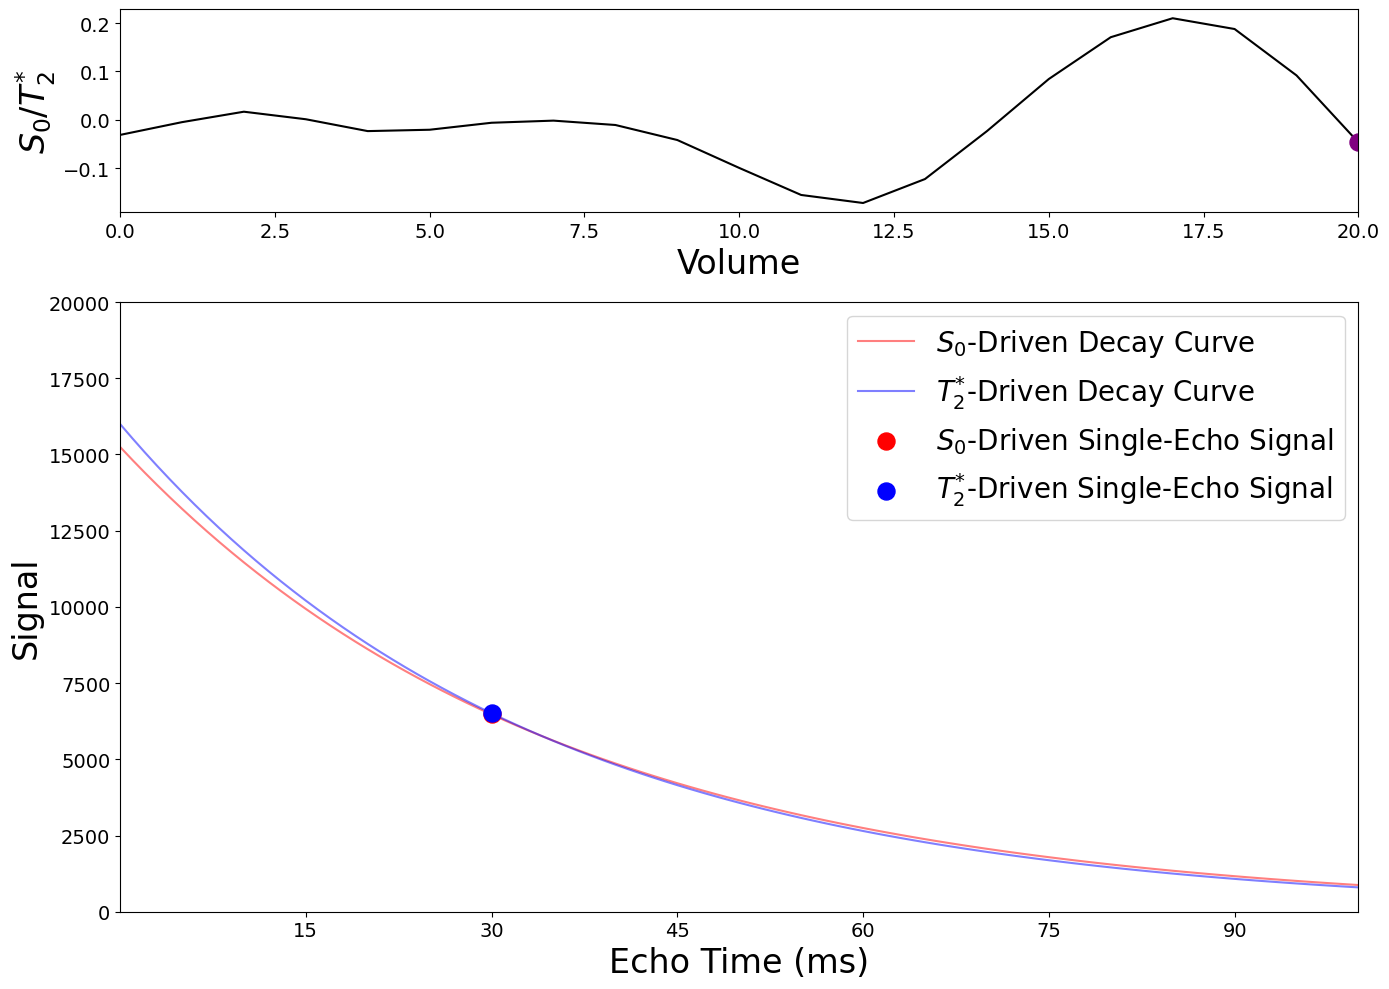 0.2
0.1
0.0
−0.1
S₀/T₂*
0.0 2.5 5.0 7.5 10.0 12.5 15.0 17.5 20.0
Volume
20000
17500
15000
12500
10000
7500
5000
2500
0
Signal
S₀-Driven Decay Curve
T₂*-Driven Decay Curve
S₀-Driven Single-Echo Signal
T₂*-Driven Single-Echo Signal
15 30 45 60 75 90
Echo Time (ms)